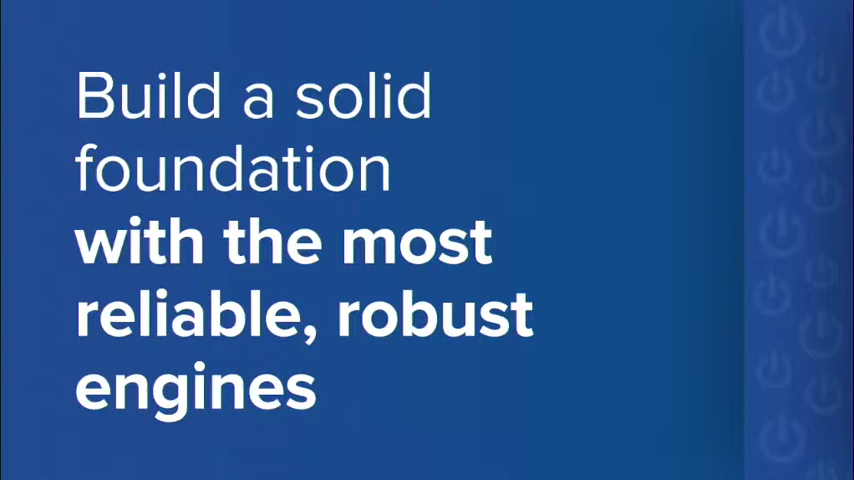 Build a solid
foundation
with the most
reliable, robust
engines